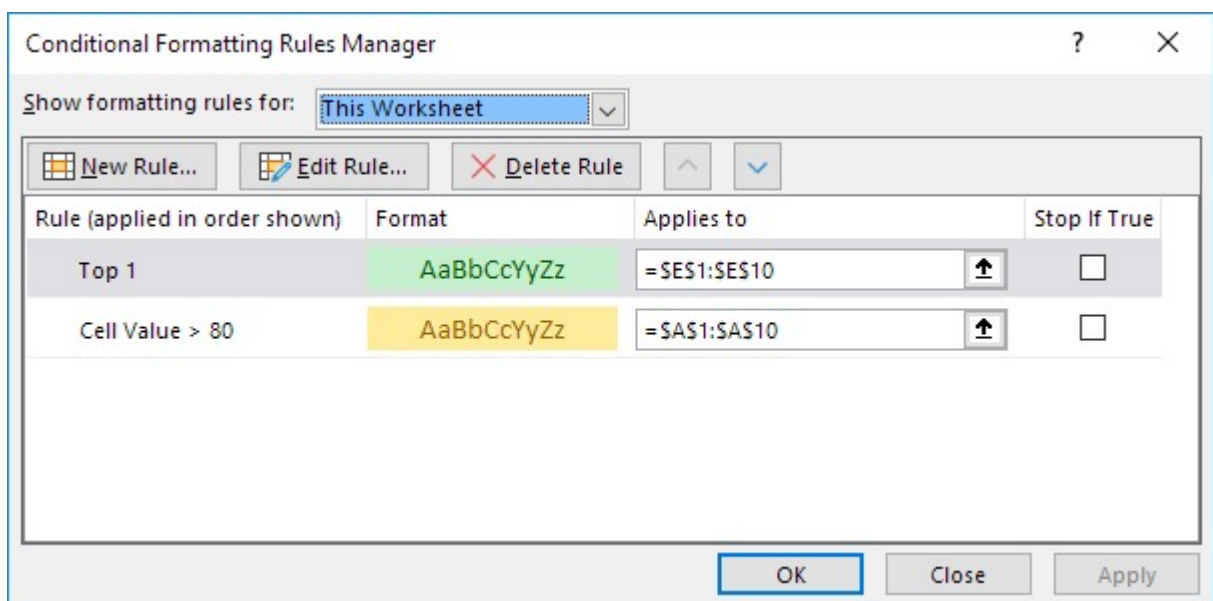 Conditional Formatting Rules Manager ?
Show formatting rules for: This Worksheet
New Rule... Edit Rule... Delete Rule
Rule (applied in order shown) Format Applies to Stop If True
Top 1 AaBbCcYyZz =$E$1:$E$10
Cell Value > 80 AaBbCcYyZz =$A$1:$A$10
OK Close Apply